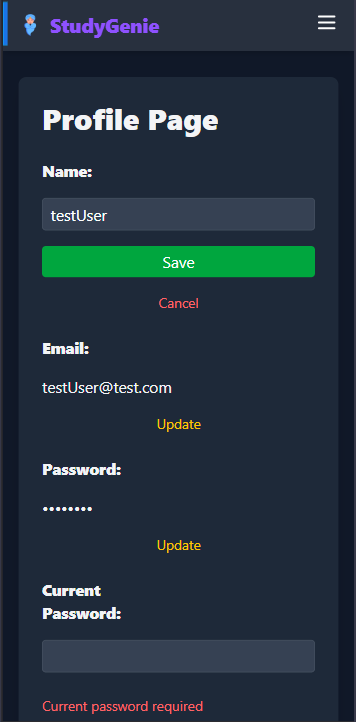 StudyGenie
Profile Page
Name:
testUser
Save
Cancel
Email:
testUser@test.com
Update
Password:
••••••••
Update
Current
Password:
Current password required